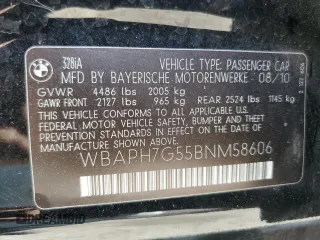 328iA
VEHICLE TYPE: PASSENGER CAR
MFD BY BAYERISCHE MOTORENWERKE - 08/10
GVWR 4486 lbs 2035 kg
GAWR FRONT 2127 lbs 965 kg REAR 2524 lbs 1145 kg
THIS VEHICLE CONFORMS TO ALL APPLICABLE
FEDERAL MOTOR VEHICLE SAFETY, BUMPER,
AND THEFT PREVENTION STANDARDS IN EFFECT
ON THE DATE OF MANUFACTURE SHOWN ABOVE.
WBAPH7G55BNM58606